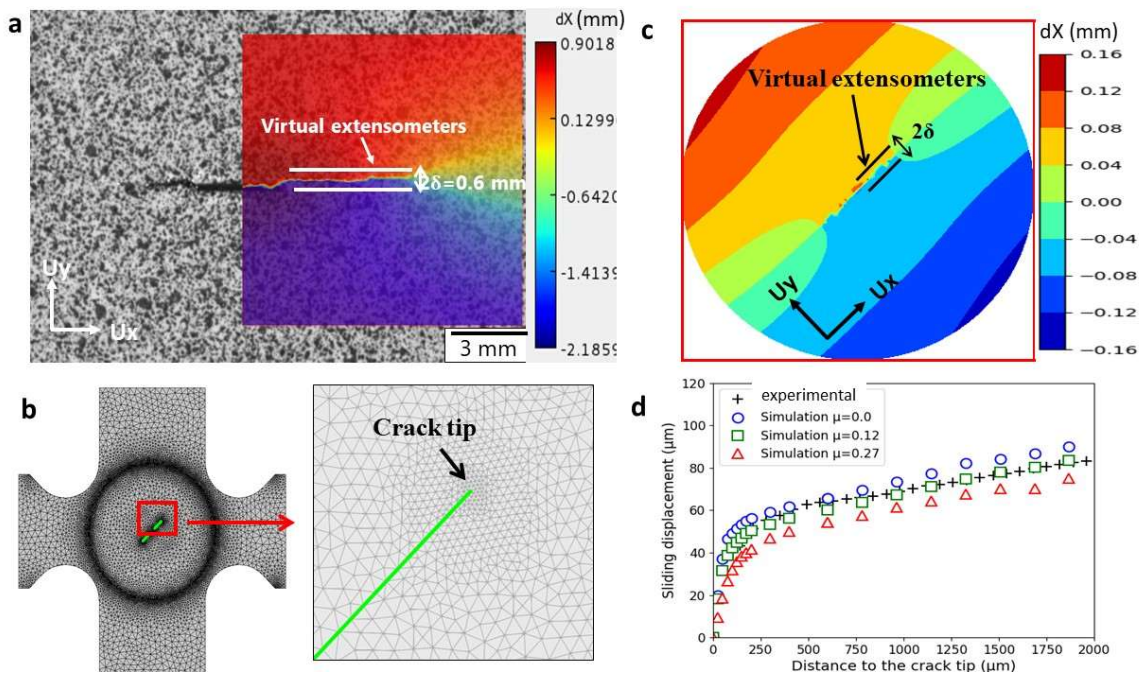 a
dX (mm)
0.9018
0.1299
-0.6420
-1.4139
-2.1859
Virtual extensometers
2δ=0.6 mm
Uy
Ux
3 mm
c
dX (mm)
0.16
0.12
0.08
0.04
0.00
−0.04
−0.08
−0.12
−0.16
Virtual extensometers
2δ
Uy
Ux
b
Crack tip
d
Sliding displacement (μm)
120
100
80
60
40
20
0
experimental
Simulation μ=0.0
Simulation μ=0.12
Simulation μ=0.27
0 250 500 750 1000 1250 1500 1750 2000
Distance to the crack tip (μm)